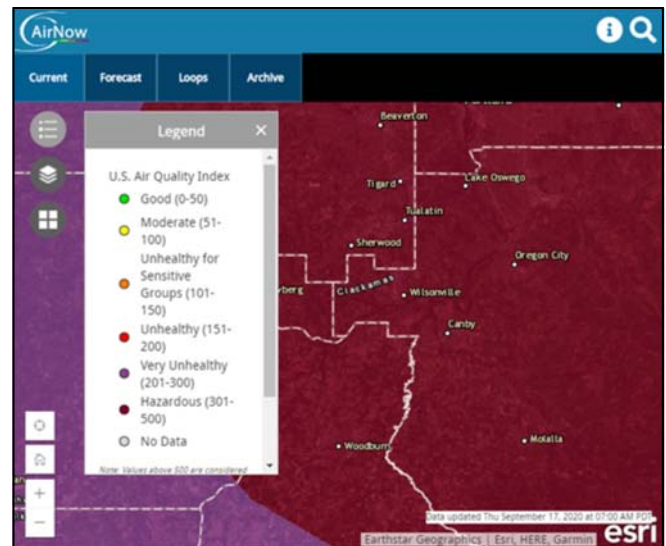 AirNow
Current Forecast Loops Archive
Legend ×
U.S. Air Quality Index
Good (0-50)
Moderate (51-
100)
Unhealthy for
Sensitive
Groups (101-
150)
Unhealthy (151-
200)
Very Unhealthy
(201-300)
Hazardous (301-
500)
No Data
Note: Values above 500 are considered
Beaverton
Tigard
Lake Oswego
Tualatin
Sherwood
Oregon City
Clackamas
Wilsonville
Canby
Woodburn
Molalla
+
−
Data updated Thu September 17, 2020 at 07:00 AM PDT
Earthstar Geographics | Esri, HERE, Garmin
esri